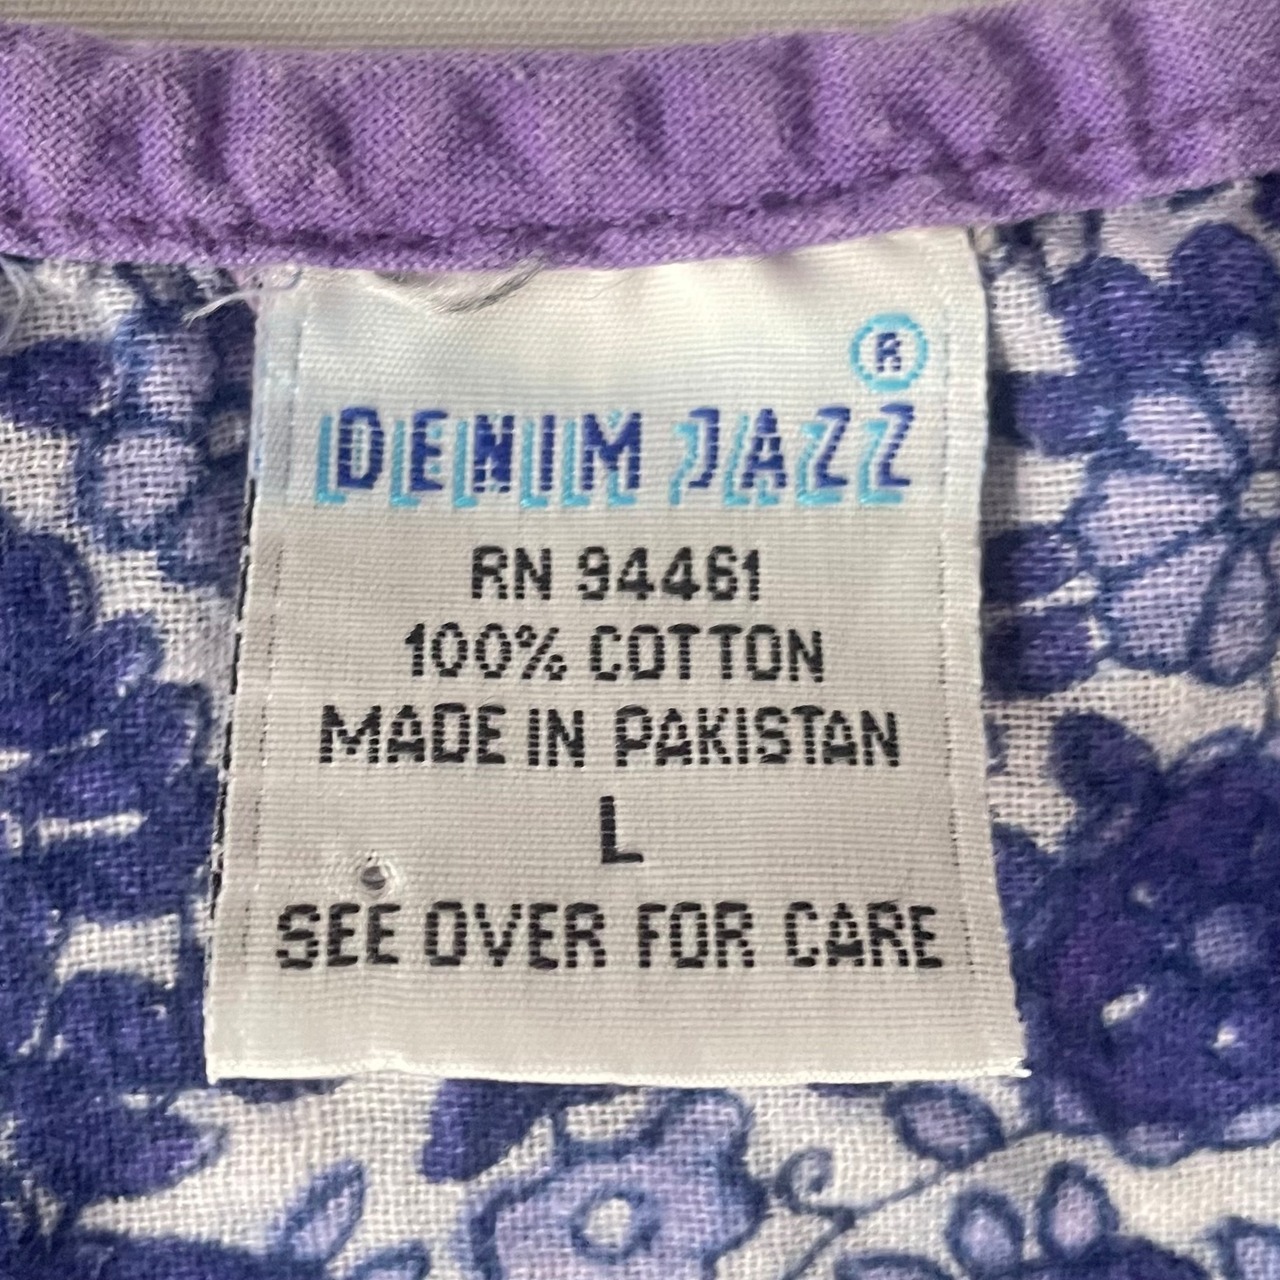 ®
DENIM JAZZ
RN 94461
100% COTTON
MADE IN PAKISTAN
L
SEE OVER FOR CARE